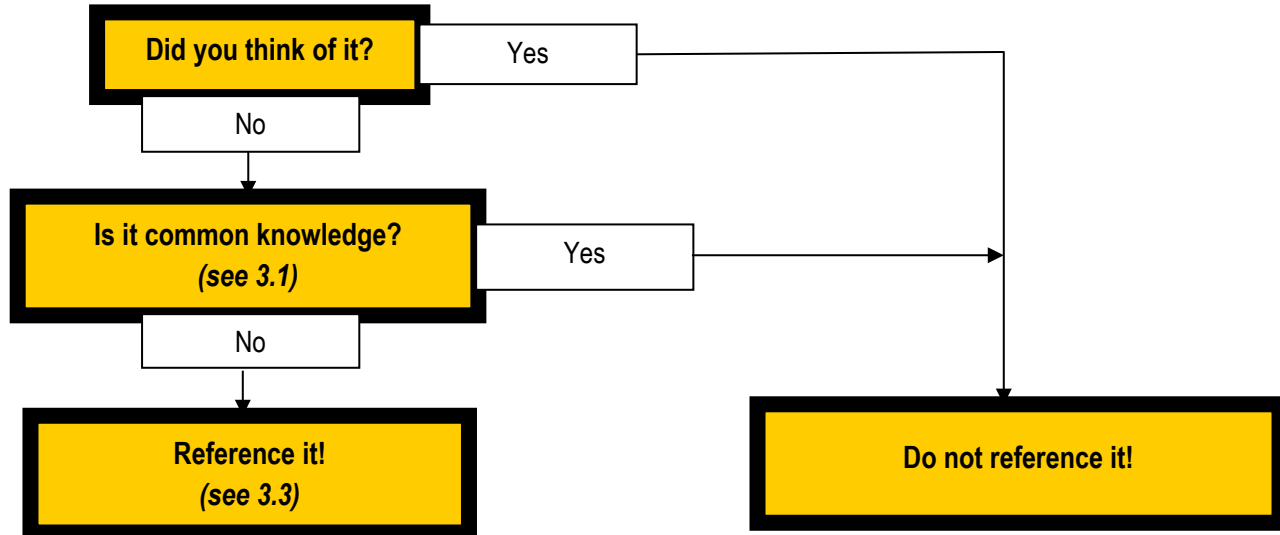 Did you think of it?
Yes
No
Is it common knowledge?
(see 3.1)
Yes
No
Reference it!
(see 3.3)
Do not reference it!